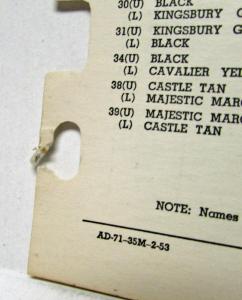 30(U) BLACK
(L) KINGSBURY
31(U) KINGSBURY G
(L) BLACK
34(U) BLACK
(L) CAVALIER YEL
38(U) CASTLE TAN
(L) MAJESTIC MARO
39(U) MAJESTIC MARO
(L) CASTLE TAN
NOTE: Names
AD-71-35M-2-53